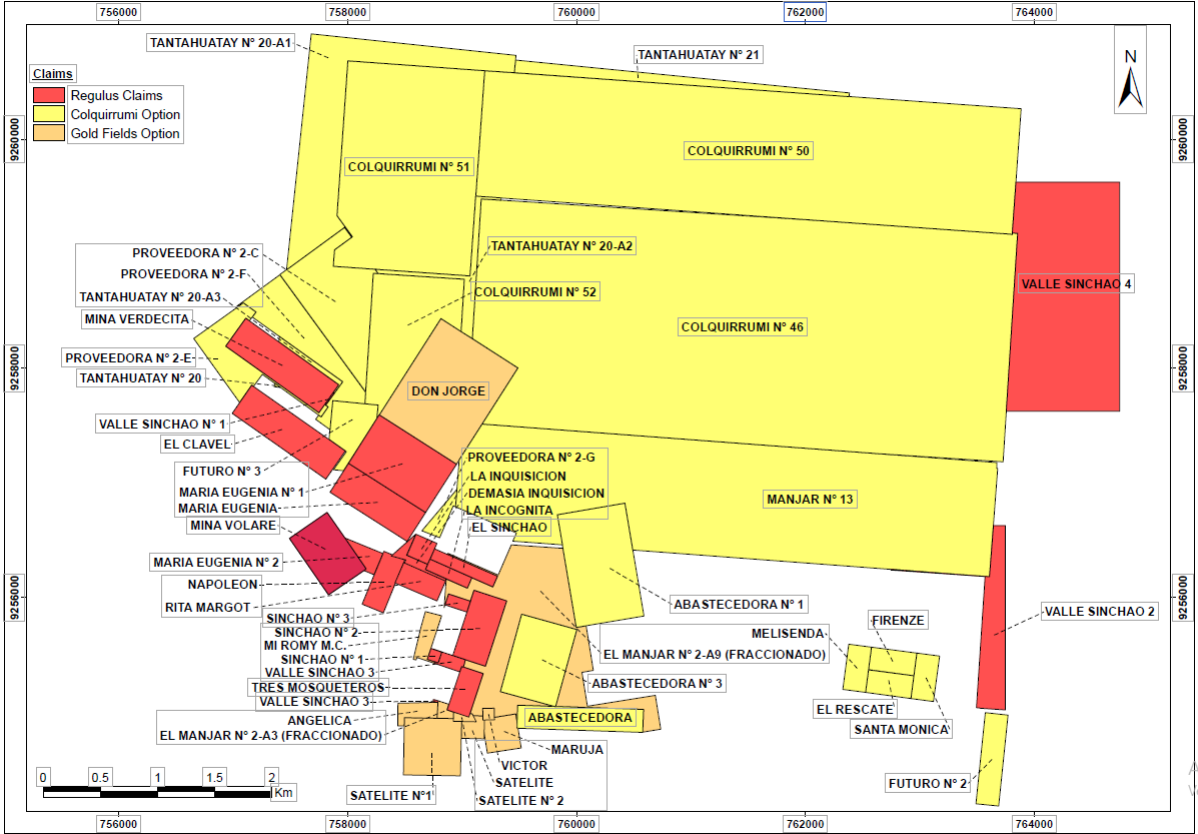 756000
758000
760000
762000
764000
TANTAHUATAY N° 20-A1
TANTAHUATAY N° 21
N
Claims
Regulus Claims
Colquirrumi Option
Gold Fields Option
9260000
9260000
COLQUIRRUMI N° 50
COLQUIRRUMI N° 51
TANTAHUATAY N° 20-A2
PROVEEDORA N° 2-C
PROVEEDORA N° 2-F
VALLE SINCHAO 4
COLQUIRRUMI N° 52
TANTAHUATAY N° 20-A3
MINA VERDECITA
COLQUIRRUMI N° 46
PROVEEDORA N° 2-E
9258000
9258000
TANTAHUATAY N° 20
DON JORGE
VALLE SINCHAO N° 1
EL CLAVEL
PROVEEDORA N° 2-G
FUTURO N° 3
LA INQUISICION
MARIA EUGENIA N° 1
DEMASIA INQUISICION
MANJAR N° 13
MARIA EUGENIA
LA INCOGNITA
MINA VOLARE
EL SINCHAO
MARIA EUGENIA N° 2
NAPOLEON
9256000
9256000
RITA MARGOT
ABASTECEDORA N° 1
VALLE SINCHAO 2
SINCHAO N° 3
FIRENZE
SINCHAO N° 2
MELISENDA
MI ROMY M.C.
EL MANJAR N° 2-A9 (FRACCIONADO)
SINCHAO N° 1
VALLE SINCHAO 3
ABASTECEDORA N° 3
TRES MOSQUETEROS
VALLE SINCHAO 3
EL RESCATE
ANGELICA
ABASTECEDORA
SANTA MONICA
EL MANJAR N° 2-A3 (FRACCIONADO)
MARUJA
VICTOR
SATELITE
FUTURO N° 2
SATELITE N°1
SATELITE N° 2
0
0.5
1
1.5
2
Km
756000
758000
760000
762000
764000